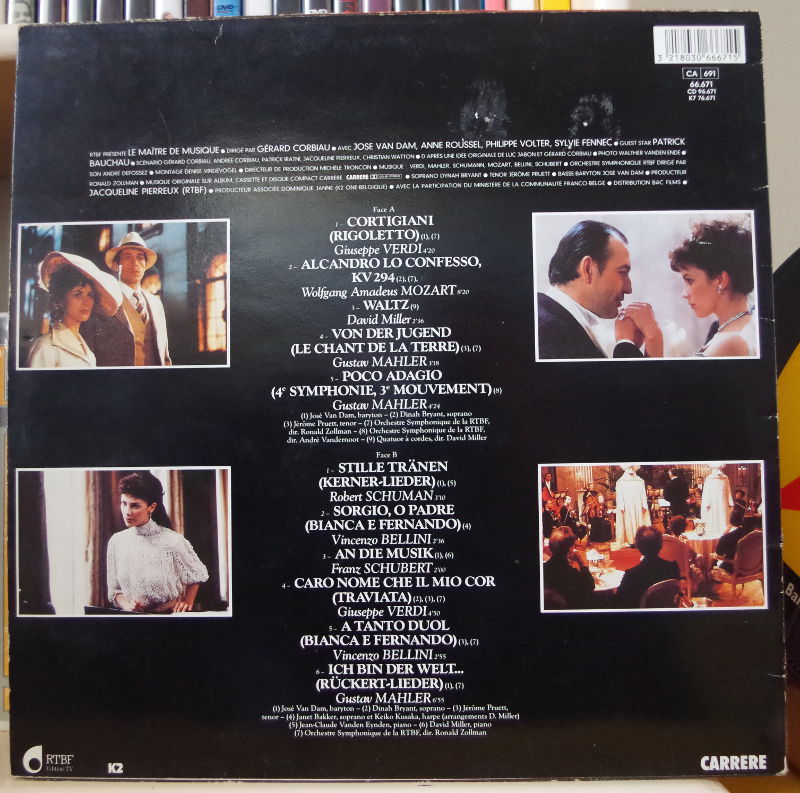 DVD
3 218030 666715
CA 691
66.671
CD 96.671
K7 76.671
RTBF PRÉSENTE LE MAÎTRE DE MUSIQUE • DIRIGÉ PAR GÉRARD CORBIAU • AVEC JOSE VAN DAM, ANNE ROUSSEL, PHILIPPE VOLTER, SYLVIE FENNEC • GUEST STAR PATRICK
BAUCHAU • SCÉNARIO GÉRARD CORBIAU, ANDRÉE CORBIAU, PATRICK IRATNI, JACQUELINE PIERREUX, CHRISTIAN WATTON • D'APRES UNE IDÉE ORIGINALE DE LUC JABON ET GÉRARD CORBIAU • PHOTO WALTHER VANDEN ENDE •
SON ANDRÉ DEFOSSEZ • MONTAGE DENISE VINDEVOGEL • DIRECTEUR DE PRODUCTION MICHÈLE TRONCON • MUSIQUE : VERDI, MAHLER, SCHUMANN, MOZART, BELLINI, SCHUBERT • ORCHESTRE SYMPHONIQUE RTBF DIRIGÉ PAR
RONALD ZOLLMAN • MUSIQUE ORIGINALE SUR ALBUM, CASSETTE ET DISQUE COMPACT CARRERE • SOPRANO DYNAH BRYANT • TENOR JEROME PRUETT • BASSE-BARYTON JOSE VAN DAM • PRODUCTEUR
JACQUELINE PIERREUX (RTBF) • PRODUCTEUR ASSOCIÉE DOMINIQUE JANNE (K2 ONE-BELGIQUE) • AVEC LA PARTICIPATION DU MINISTERE DE LA COMMUNAUTÉ FRANCO-BELGE • DISTRIBUTION BAC FILMS •
Face A
1 – CORTIGIANI
(RIGOLETTO) (1), (7)
Giuseppe VERDI 4'20
2 – ALCANDRO LO CONFESSO,
KV 294 (2), (7),
Wolfgang Amadeus MOZART 8'20
3 – WALTZ (9)
David Miller 2'36
4 – VON DER JUGEND
(LE CHANT DE LA TERRE) (3), (7)
Gustav MAHLER 3'18
5 – POCO ADAGIO
(4e SYMPHONIE, 3e MOUVEMENT) (8)
Gustav MAHLER 4'24
(1) José Van Dam, baryton – (2) Dinah Bryant, soprano
(3) Jérôme Pruett, tenor – (7) Orchestre Symphonique de la RTBF,
dir. Ronald Zollman – (8) Orchestre Symphonique de la RTBF,
dir. André Vandernoot – (9) Quatuor à cordes, dir. David Miller
Face B
1 – STILLE TRÄNEN
(KERNER-LIEDER) (1), (5)
Robert SCHUMAN 3'10
2 – SORGIO, O PADRE
(BIANCA E FERNANDO) (4)
Vincenzo BELLINI 2'16
3 – AN DIE MUSIK (1), (6)
Franz SCHUBERT 2'00
4 – CARO NOME CHE IL MIO COR
(TRAVIATA) (2), (3), (7)
Giuseppe VERDI 4'50
5 – A TANTO DUOL
(BIANCA E FERNANDO) (3), (7)
Vincenzo BELLINI 2'55
6 – ICH BIN DER WELT...
(RÜCKERT-LIEDER) (1), (7)
Gustav MAHLER 6'55
(1) José Van Dam, baryton – (2) Dinah Bryant, soprano – (3) Jérôme Pruett,
tenor – (4) Janet Bakker, soprano et Keiko Kusaka, harpe (arrangements D. Miller)
(5) Jean-Claude Vanden Eynden, piano – (6) David Miller, piano
(7) Orchestre Symphonique de la RTBF, dir. Ronald Zollman
RTBF
Edition/TV
K2
CARRERE